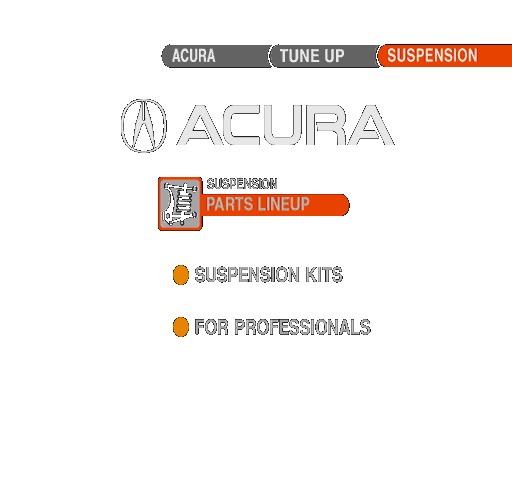 ACURA TUNE UP SUSPENSION
ACURA
SUSPENSION
PARTS LINEUP
SUSPENSION KITS
FOR PROFESSIONALS